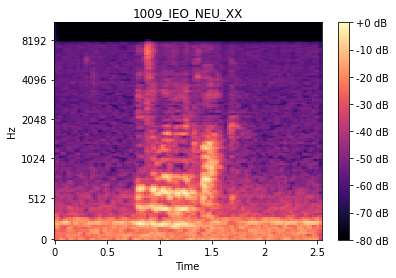 1009_IEO_NEU_XX
+0 dB
8192
-10 dB
4096
-20 dB
-30 dB
2048
Hz
-40 dB
1024
-50 dB
512
-60 dB
-70 dB
0
-80 dB
0 0.5 1 1.5 2 2.5
Time